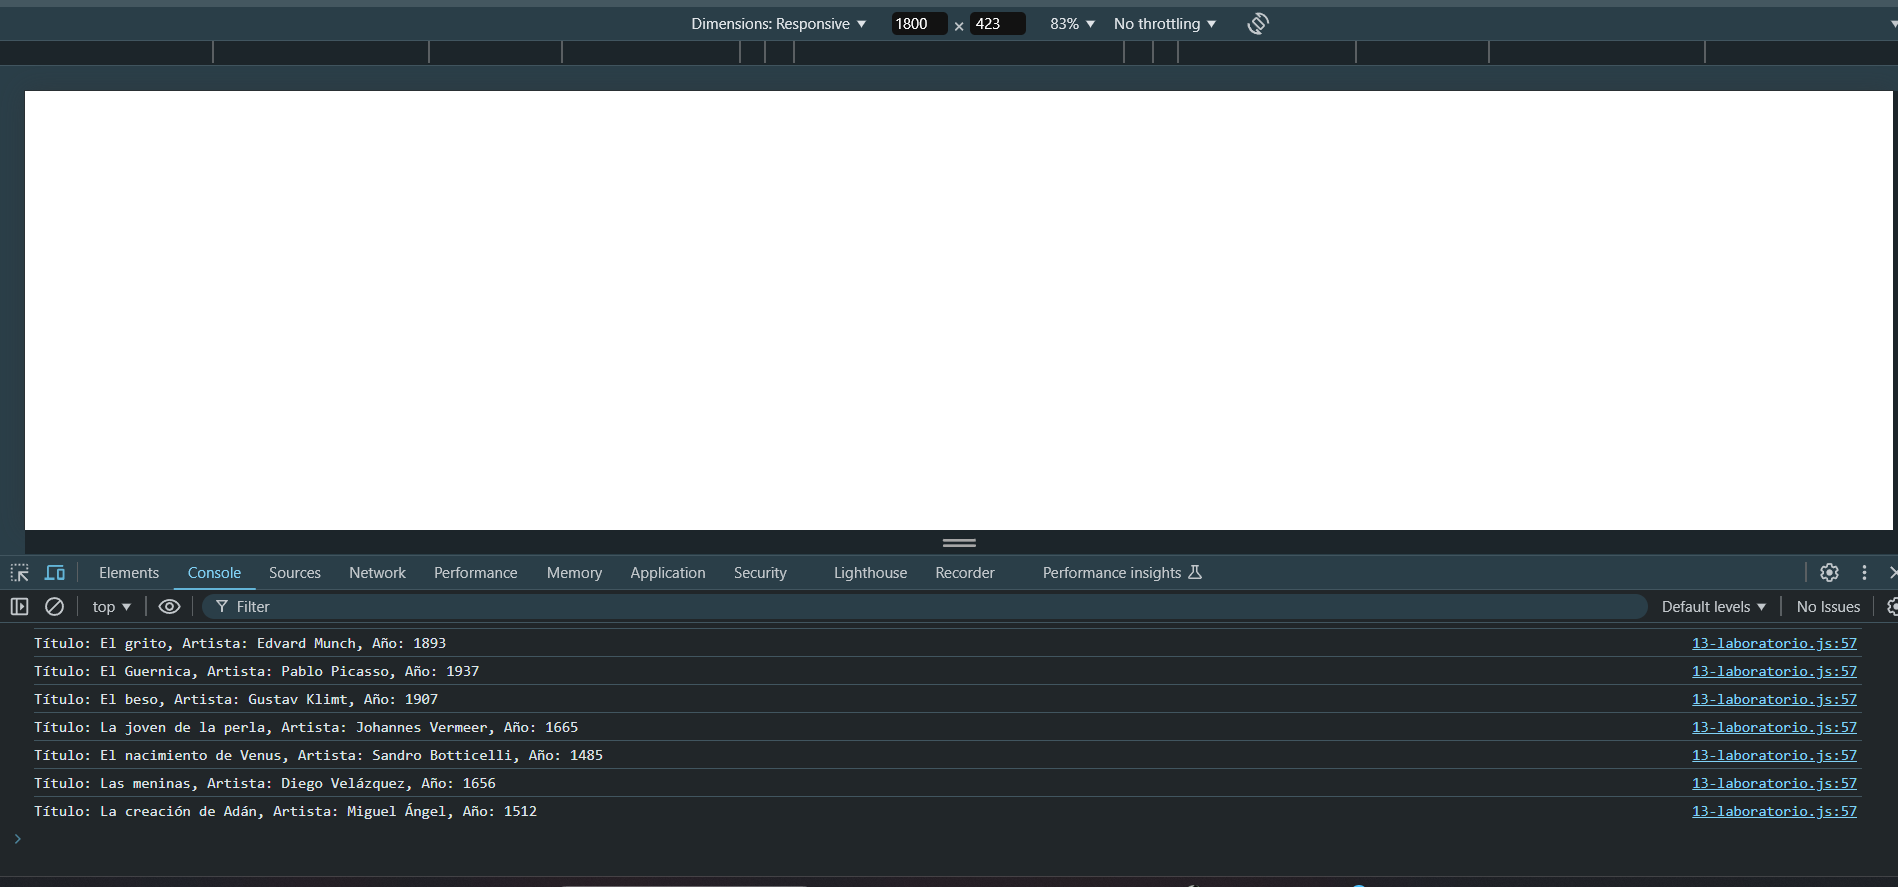 Dimensions: Responsive ▼ 1800 × 423 83% ▼ No throttling ▼
Elements Console Sources Network Performance Memory Application Security Lighthouse Recorder Performance insights
top ▼ Filter Default levels ▼ No Issues
Título: El grito, Artista: Edvard Munch, Año: 1893 13-laboratorio.js:57
Título: El Guernica, Artista: Pablo Picasso, Año: 1937 13-laboratorio.js:57
Título: El beso, Artista: Gustav Klimt, Año: 1907 13-laboratorio.js:57
Título: La joven de la perla, Artista: Johannes Vermeer, Año: 1665 13-laboratorio.js:57
Título: El nacimiento de Venus, Artista: Sandro Botticelli, Año: 1485 13-laboratorio.js:57
Título: Las meninas, Artista: Diego Velázquez, Año: 1656 13-laboratorio.js:57
Título: La creación de Adán, Artista: Miguel Ángel, Año: 1512 13-laboratorio.js:57